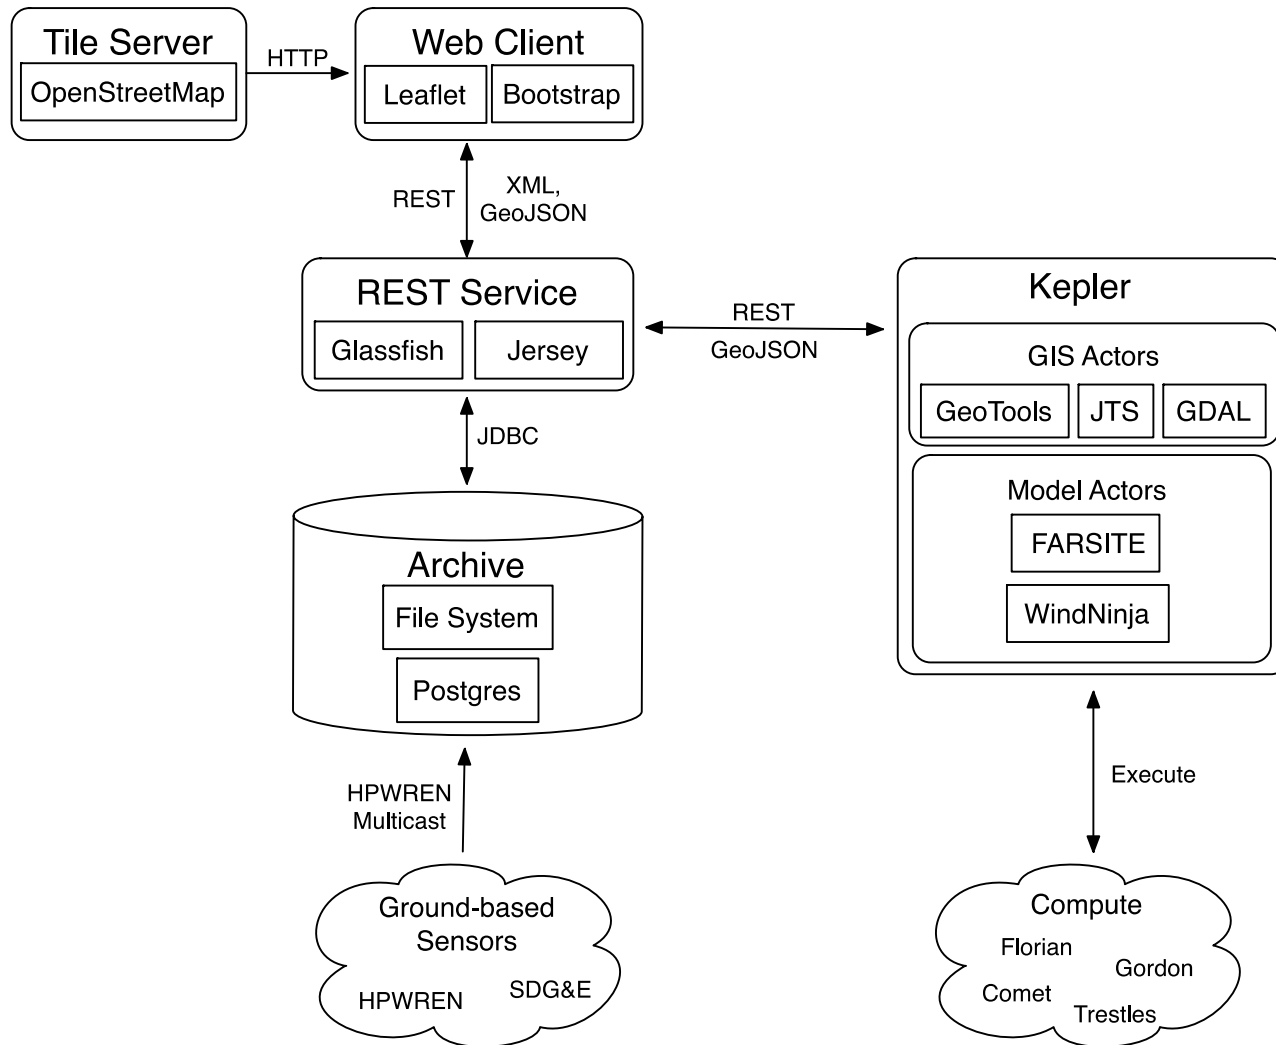 Tile Server
OpenStreetMap
HTTP
Web Client
Leaflet
Bootstrap
REST
XML,
GeoJSON
REST Service
Glassfish
Jersey
REST
GeoJSON
Kepler
GIS Actors
GeoTools
JTS
GDAL
Model Actors
FARSITE
WindNinja
JDBC
Archive
File System
Postgres
HPWREN
Multicast
Execute
Ground-based
Sensors
HPWREN
SDG&E
Compute
Florian
Gordon
Comet
Trestles